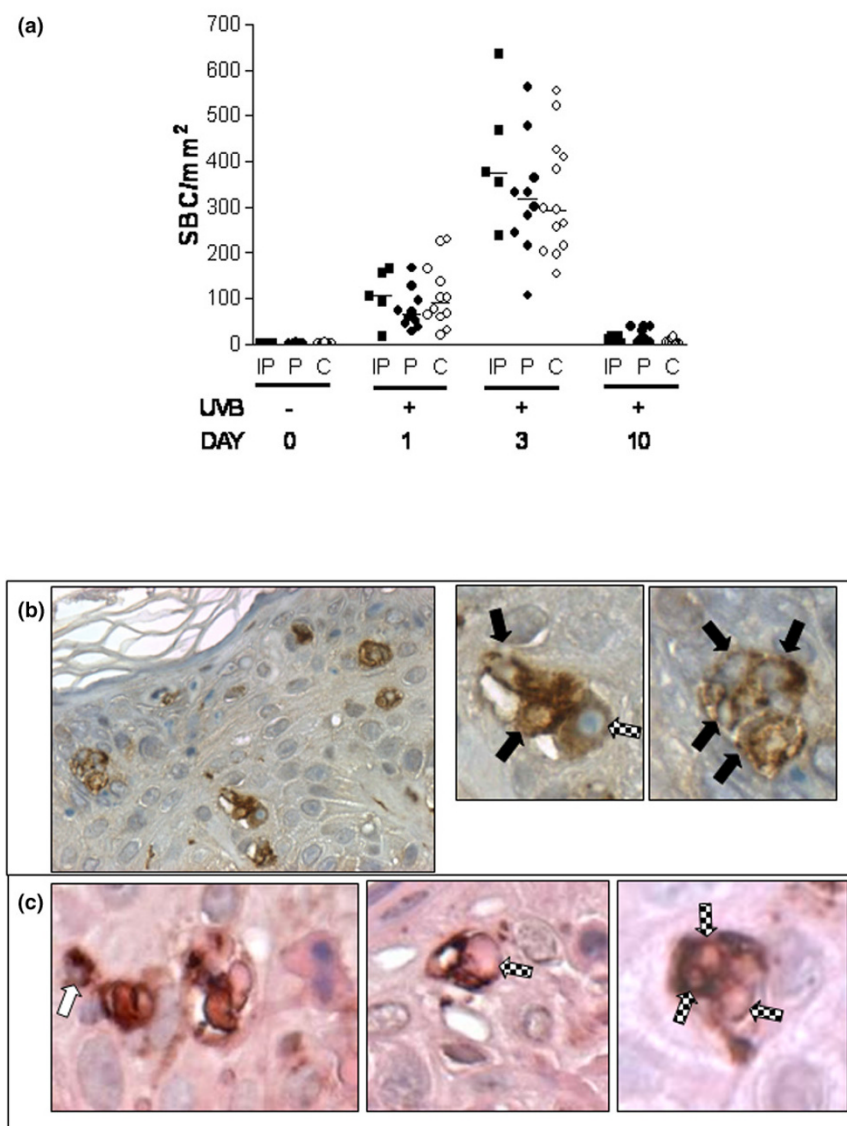 (a)
700
600
500
400
300
200
100
0
SBC/mm²
IP P C IP P C IP P C IP P C
UVB - + + +
DAY 0 1 3 10
(b)
(c)